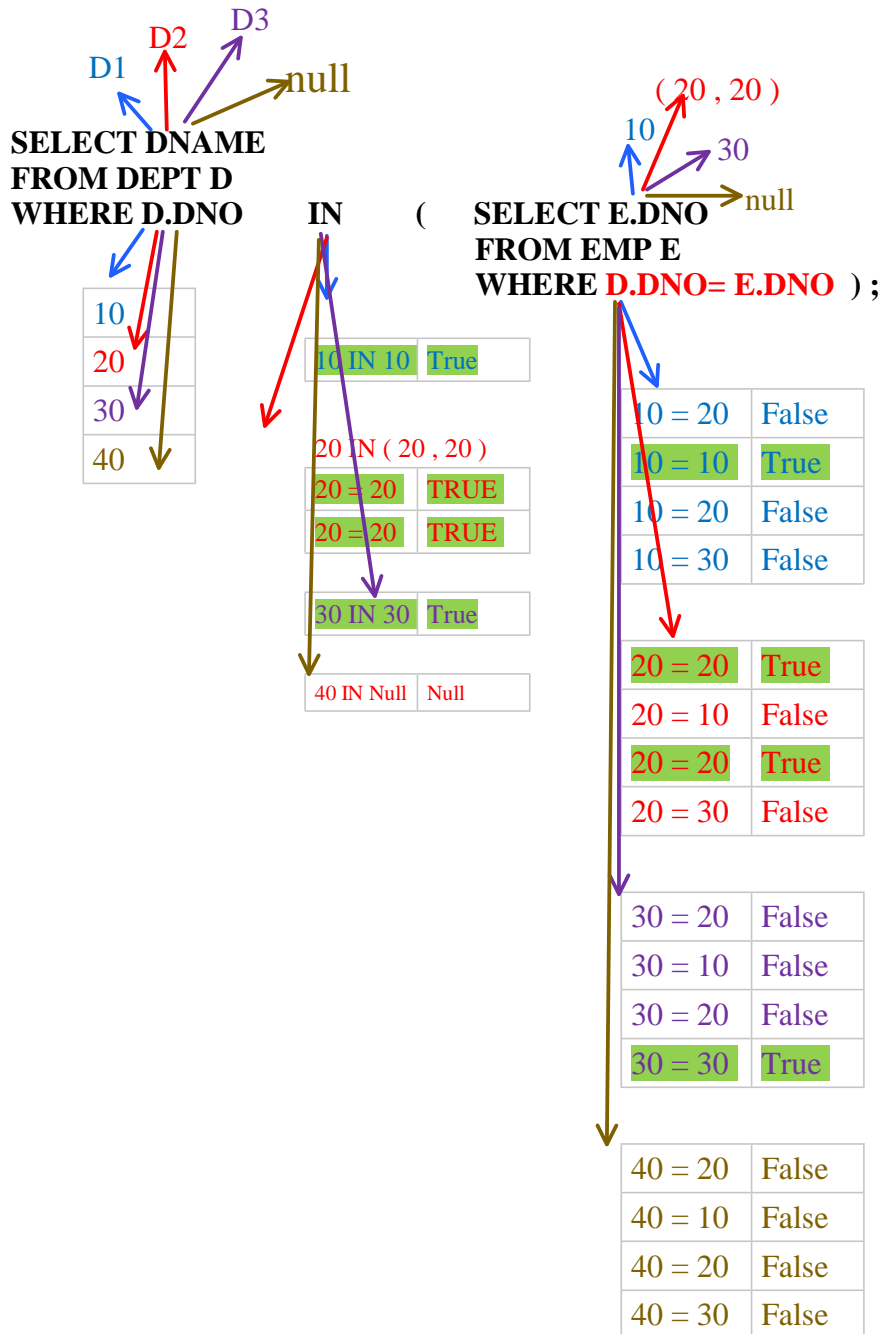 D3
D2
D1
null
( 20 , 20 )
10
30
null
SELECT DNAME
FROM DEPT D
WHERE D.DNO IN ( SELECT E.DNO
FROM EMP E
WHERE D.DNO= E.DNO ) ;
10
20
30
40
10 IN 10 True
20 IN ( 20 , 20 )
20 = 20 TRUE
20 = 20 TRUE
30 IN 30 True
40 IN Null Null
10 = 20 False
10 = 10 True
10 = 20 False
10 = 30 False
20 = 20 True
20 = 10 False
20 = 20 True
20 = 30 False
30 = 20 False
30 = 10 False
30 = 20 False
30 = 30 True
40 = 20 False
40 = 10 False
40 = 20 False
40 = 30 False